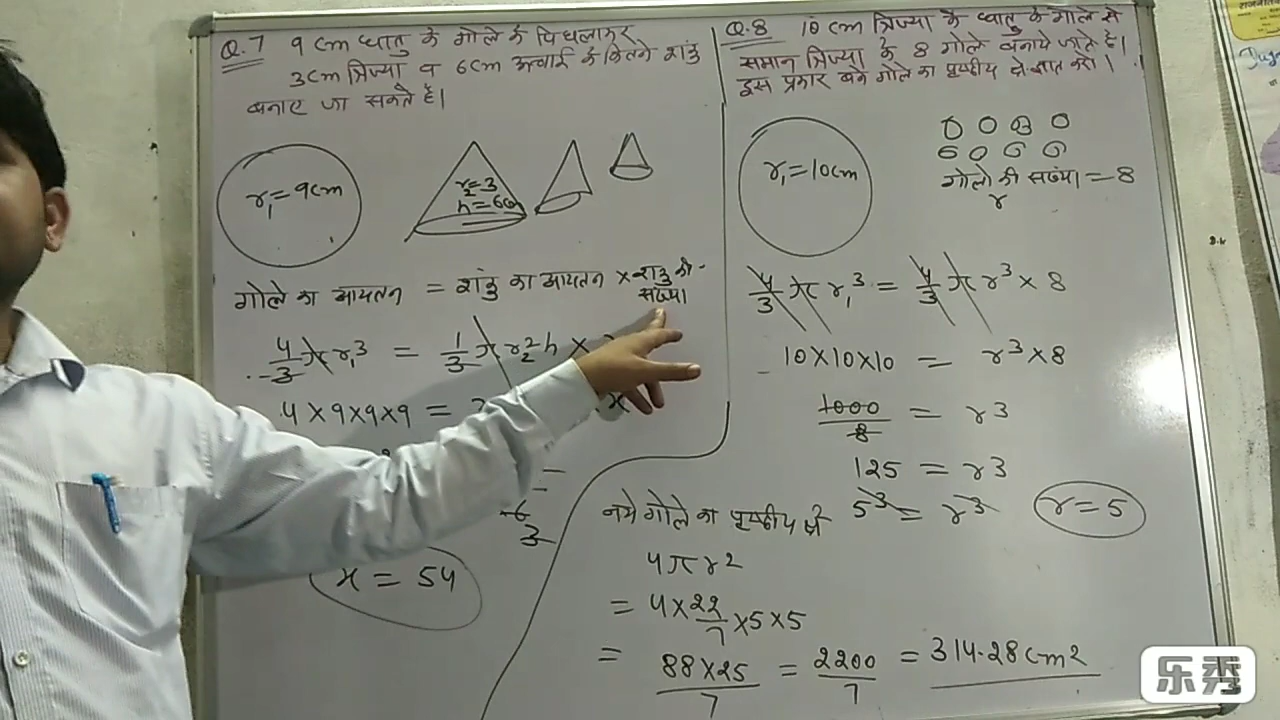 Q.7 9 cm धातु के गोले के पिघलाकर
3cm त्रिज्या व 6cm ऊचाई के कितने शंकु
बनाए जा सकते है।
r₁=9cm
r₂=3
h=6cm
गोले का आयतन = शंकु का आयतन × शंकु की
संख्या
4/3 π r₁³ = 1/3 π r₂² h ×
4×9×9×9 =
6
3
x = 54
Q.8 10 cm त्रिज्या के धातु के गोले से
समान त्रिज्या के 8 गोले बनाये जाते है।
इस प्रकार बने गोले का पृष्ठीय क्षे ज्ञात करो।
r₁=10cm
गोलो की संख्या = 8
r
4/3 π r₁³ = 4/3 π r³ × 8
10×10×10 = r³×8
1000/8 = r3
125 = r3
नये गोले का पृष्ठीय क्षे 5³ = r³ r=5
4πr²
= 4×22/7×5×5
= 88×25/7 = 2200/7 = 314.28cm²
乐秀